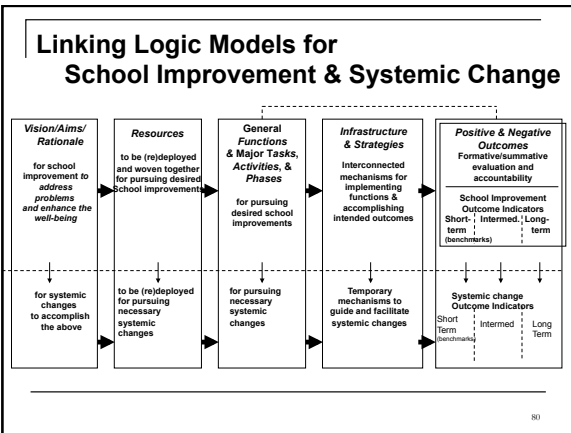 Linking Logic Models for
School Improvement & Systemic Change
Vision/Aims/
Rationale
for school
improvement to
address
problems
and enhance the
well-being
Resources
to be (re)deployed
and woven together
for pursuing desired
School improvements
General
Functions
& Major Tasks,
Activities, &
Phases
for pursuing
desired school
improvements
Infrastructure
& Strategies
Interconnected
mechanisms for
implementing
functions &
accomplishing
intended outcomes
Positive & Negative
Outcomes
Formative/summative
evaluation and
accountability
School Improvement
Outcome Indicators
Short- Intermed. Long-
term term
(benchmarks)
for systemic
changes
to accomplish
the above
to be (re)deployed
for pursuing
necessary
systemic
changes
for pursuing
necessary
systemic
changes
Temporary
mechanisms to
guide and facilitate
systemic changes
Systemic change
Outcome Indicators
Short Intermed Long
Term Term
(benchmarks)
80